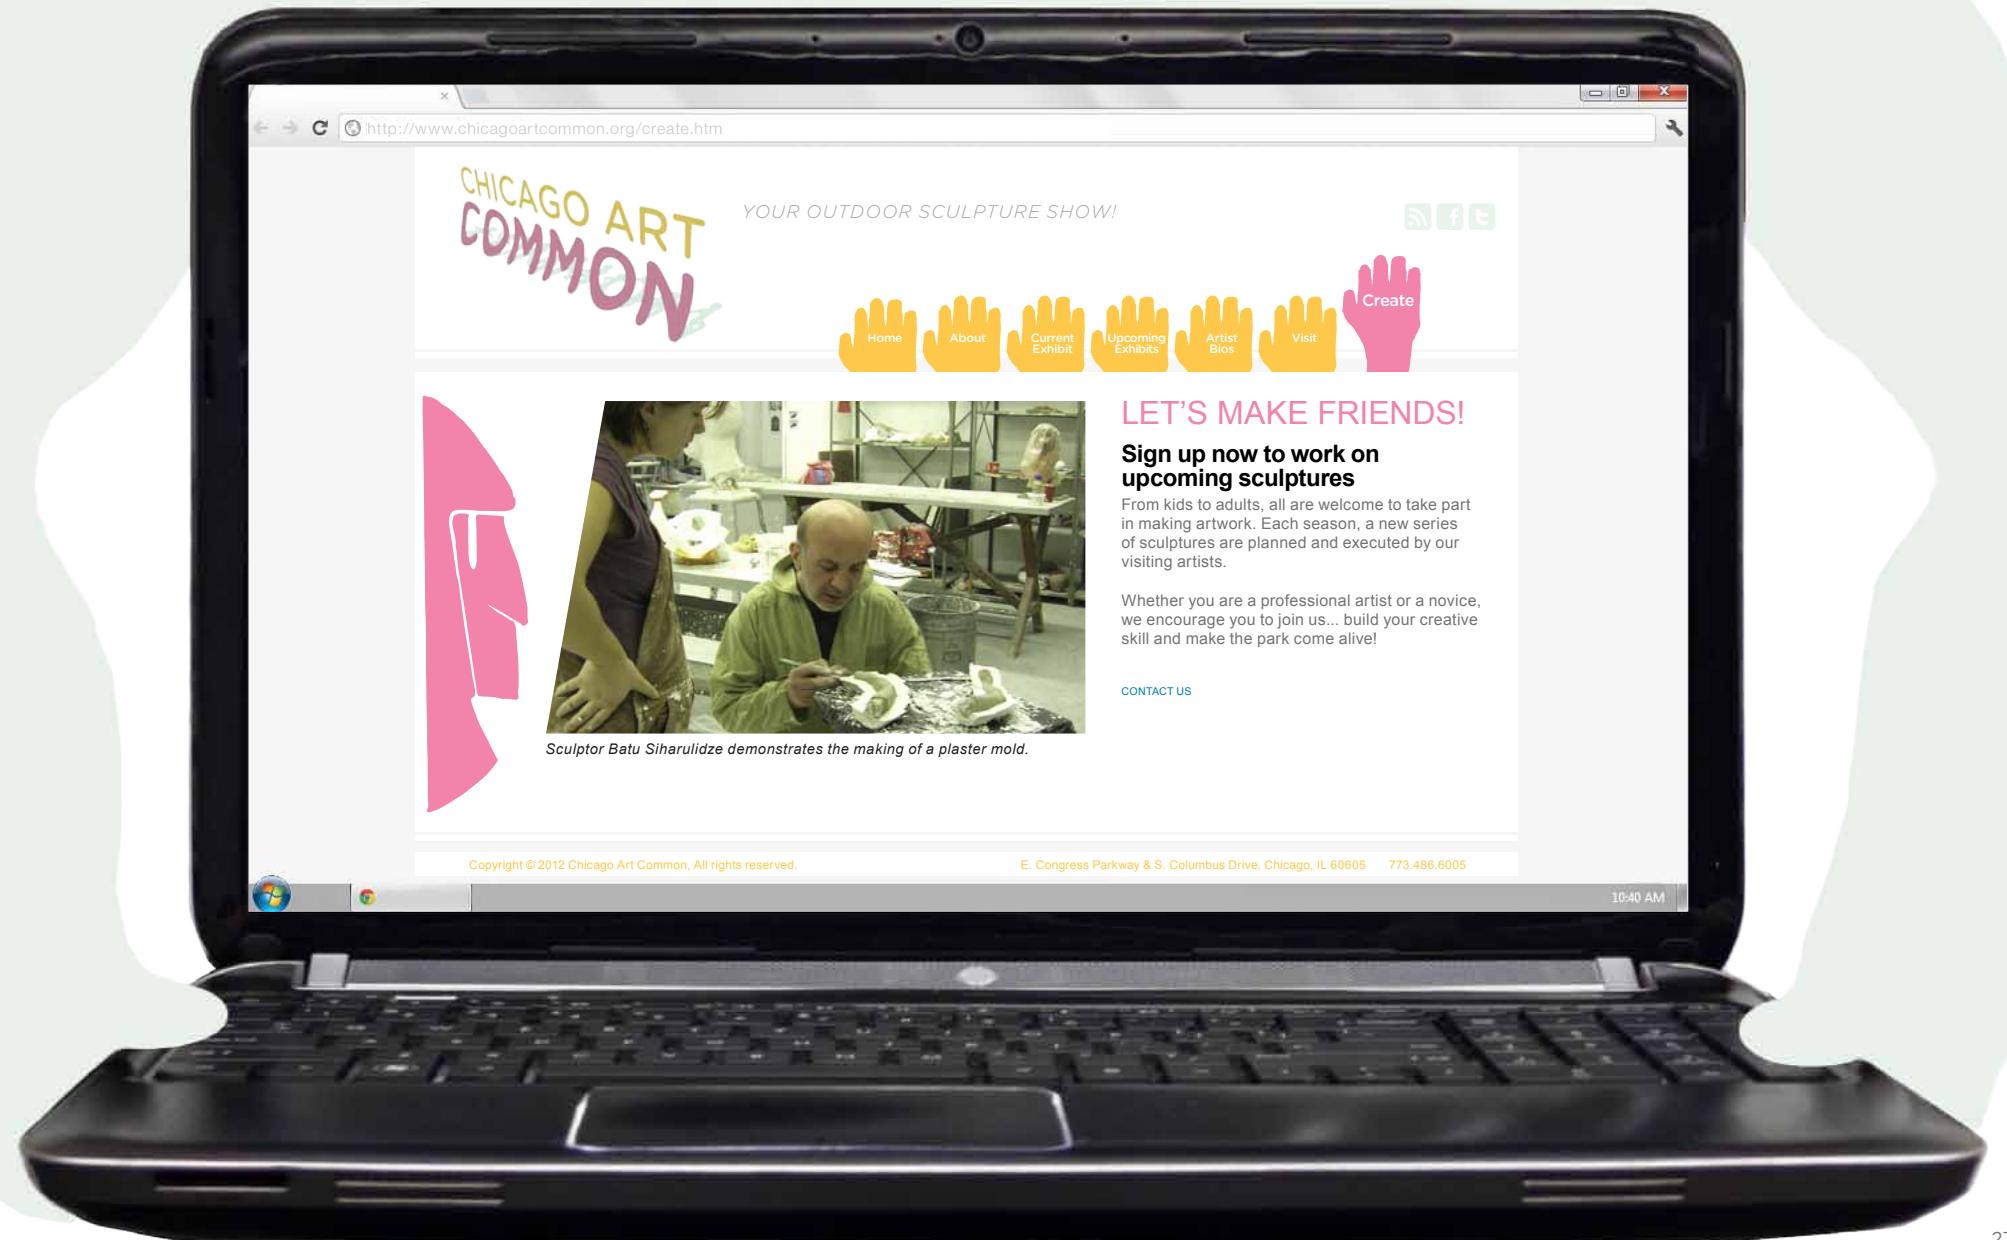 http://www.chicagoartcommon.org/create.htm
CHICAGO ART
COMMON
YOUR OUTDOOR SCULPTURE SHOW!
Home
About
Current
Exhibit
Upcoming
Exhibits
Artist
Bios
Visit
Create
LET'S MAKE FRIENDS!
Sign up now to work on
upcoming sculptures
From kids to adults, all are welcome to take part
in making artwork. Each season, a new series
of sculptures are planned and executed by our
visiting artists.
Whether you are a professional artist or a novice,
we encourage you to join us... build your creative
skill and make the park come alive!
CONTACT US
Sculptor Batu Siharulidze demonstrates the making of a plaster mold.
Copyright © 2012 Chicago Art Common, All rights reserved.
E. Congress Parkway & S. Columbus Drive, Chicago, IL 60605 773.486.6005
10:40 AM